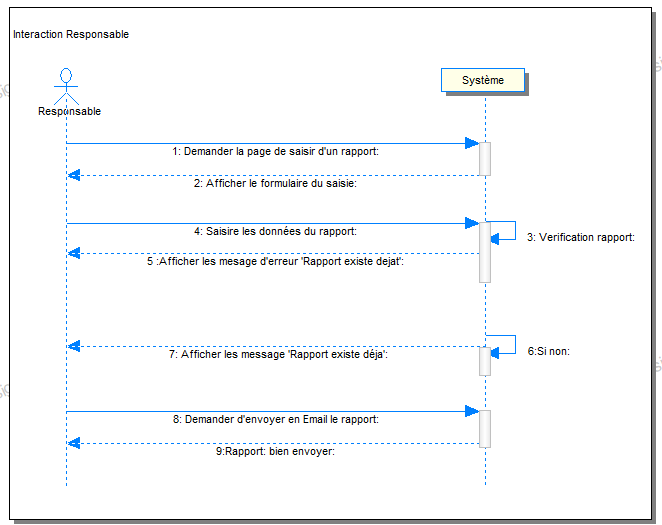 Interaction Responsable
Système
Responsable
1: Demander la page de saisir d'un rapport:
2: Afficher le formulaire du saisie:
4: Saisire les données du rapport:
3: Verification rapport:
5 :Afficher les mesage d'erreur 'Rapport existe dejat':
7: Afficher les message 'Rapport existe déja':
6:Si non:
8: Demander d'envoyer en Email le rapport:
9:Rapport: bien envoyer: